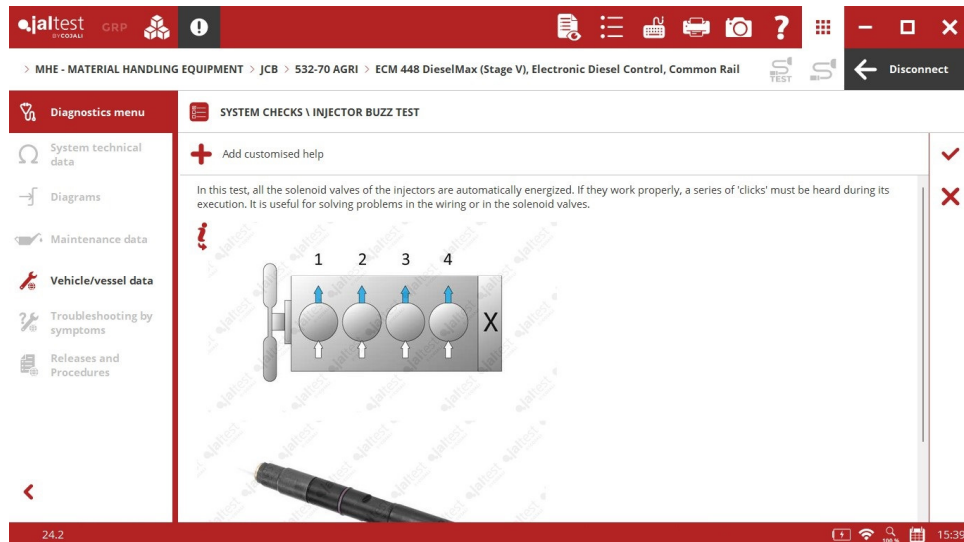 jaltest GRP
BY COJALI
> MHE - MATERIAL HANDLING EQUIPMENT > JCB > 532-70 AGRI > ECM 448 DieselMax (Stage V), Electronic Diesel Control, Common Rail
TEST
Disconnect
Diagnostics menu
SYSTEM CHECKS \ INJECTOR BUZZ TEST
System technical
data
Diagrams
Maintenance data
Vehicle/vessel data
Troubleshooting by
symptoms
Releases and
Procedures
Add customised help
In this test, all the solenoid valves of the injectors are automatically energized. If they work properly, a series of 'clicks' must be heard during its
execution. It is useful for solving problems in the wiring or in the solenoid valves.
1 2 3 4
X
24.2
100 %
15:39